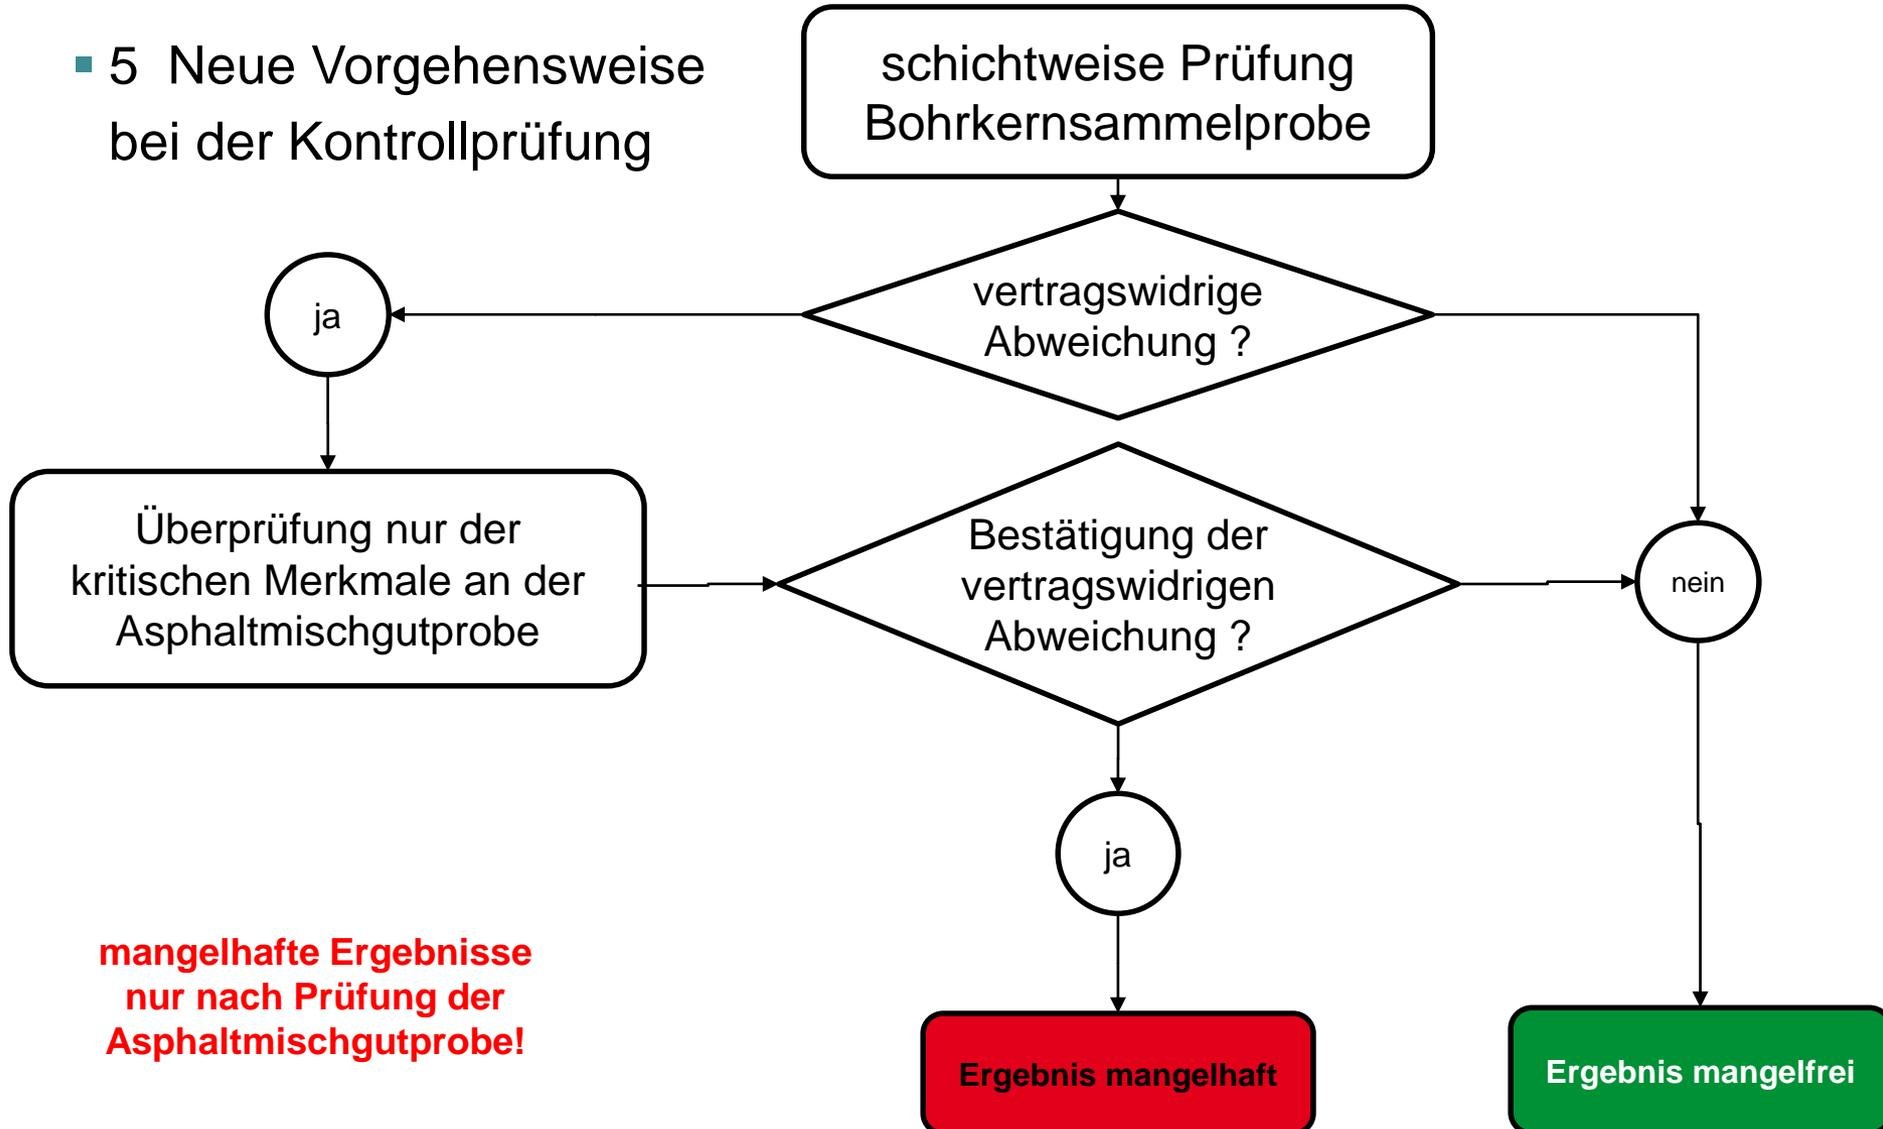 5 Neue Vorgehensweise
bei der Kontrollprüfung
schichtweise Prüfung
Bohrkernsammelprobe
vertragswidrige
Abweichung ?
ja
Überprüfung nur der
kritischen Merkmale an der
Asphaltmischgutprobe
Bestätigung der
vertragswidrigen
Abweichung ?
nein
ja
mangelhafte Ergebnisse
nur nach Prüfung der
Asphaltmischgutprobe!
Ergebnis mangelhaft
Ergebnis mangelfrei